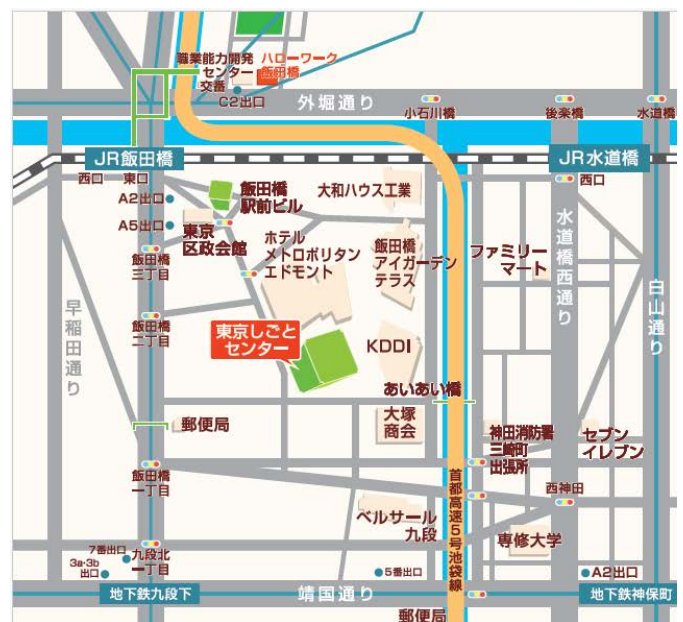 職業能力開発
センター
ハローワーク
飯田橋
交番
C2出口
外堀通り
小石川橋
後楽橋
水道橋
JR飯田橋
JR水道橋
西口
東口
西口
A2出口
飯田橋
駅前ビル
大和ハウス工業
A5出口
東京
区政会館
ホテル
メトロポリタン
エドモント
飯田橋
アイガーデン
テラス
ファミリー
マート
水道橋西通り
白山通り
飯田橋
三丁目
早稲田通り
飯田橋
二丁目
東京しごと
センター
KDDI
あいあい橋
郵便局
大塚
商会
神田消防署
三崎町
出張所
セブン
イレブン
飯田橋
一丁目
首都高速5号池袋線
西神田
ベルサール
九段
専修大学
7番出口
九段北
一丁目
3a・3b
出口
5番出口
A2出口
地下鉄九段下
靖国通り
地下鉄神保町
郵便局